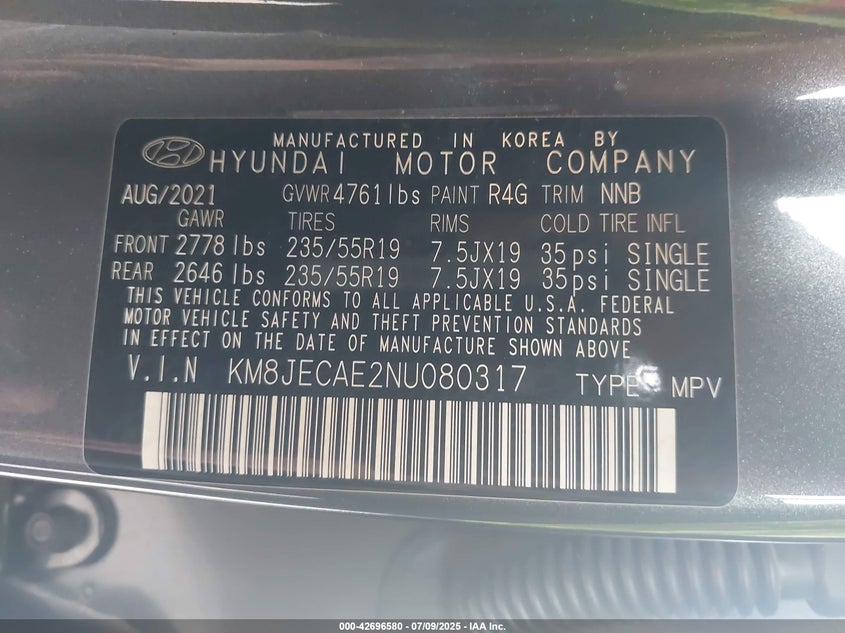 MANUFACTURED IN KOREA BY
HYUNDAI MOTOR COMPANY
AUG/2021 GVWR 4761lbs PAINT R4G TRIM NNB
GAWR TIRES RIMS COLD TIRE INFL
FRONT 2778 lbs 235/55R19 7.5JX19 35psi SINGLE
REAR 2646 lbs 235/55R19 7.5JX19 35psi SINGLE
THIS VEHICLE CONFORMS TO ALL APPLICABLE U.S.A. FEDERAL
MOTOR VEHICLE SAFETY AND THEFT PREVENTION STANDARDS
IN EFFECT ON THE DATE OF MANUFACTURE SHOWN ABOVE
V.I.N KM8JECAE2NU080317 TYPE MPV
000-42696580 - 07/09/2025 - IAA Inc.